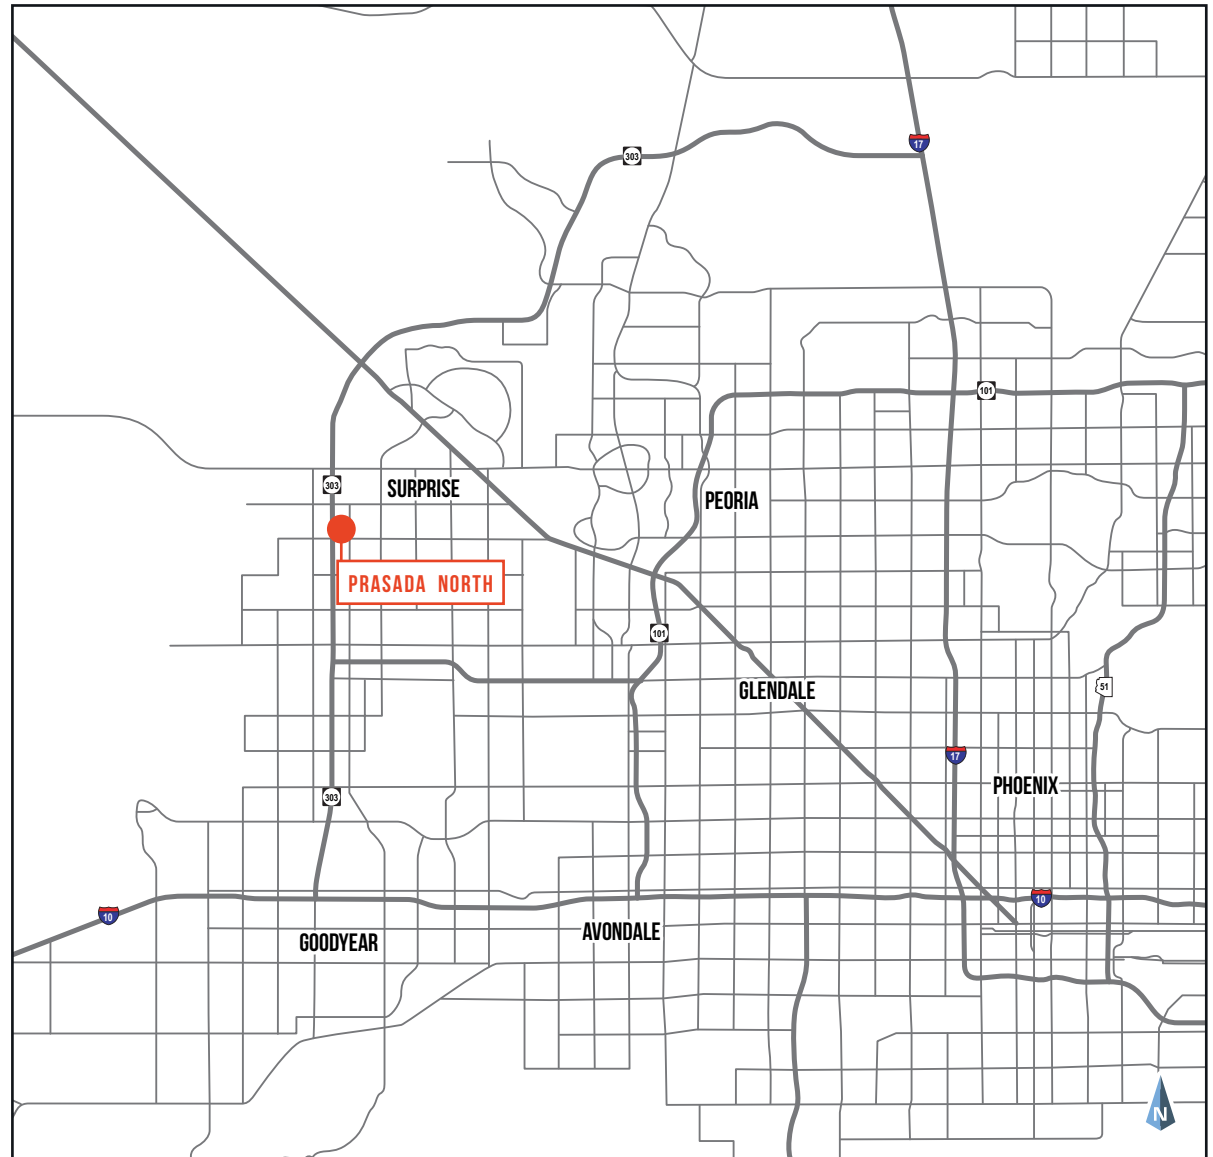 17
303
101
303
SURPRISE
PEORIA
PRASADA NORTH
101
51
GLENDALE
17
PHOENIX
303
10
10
AVONDALE
GOODYEAR
N